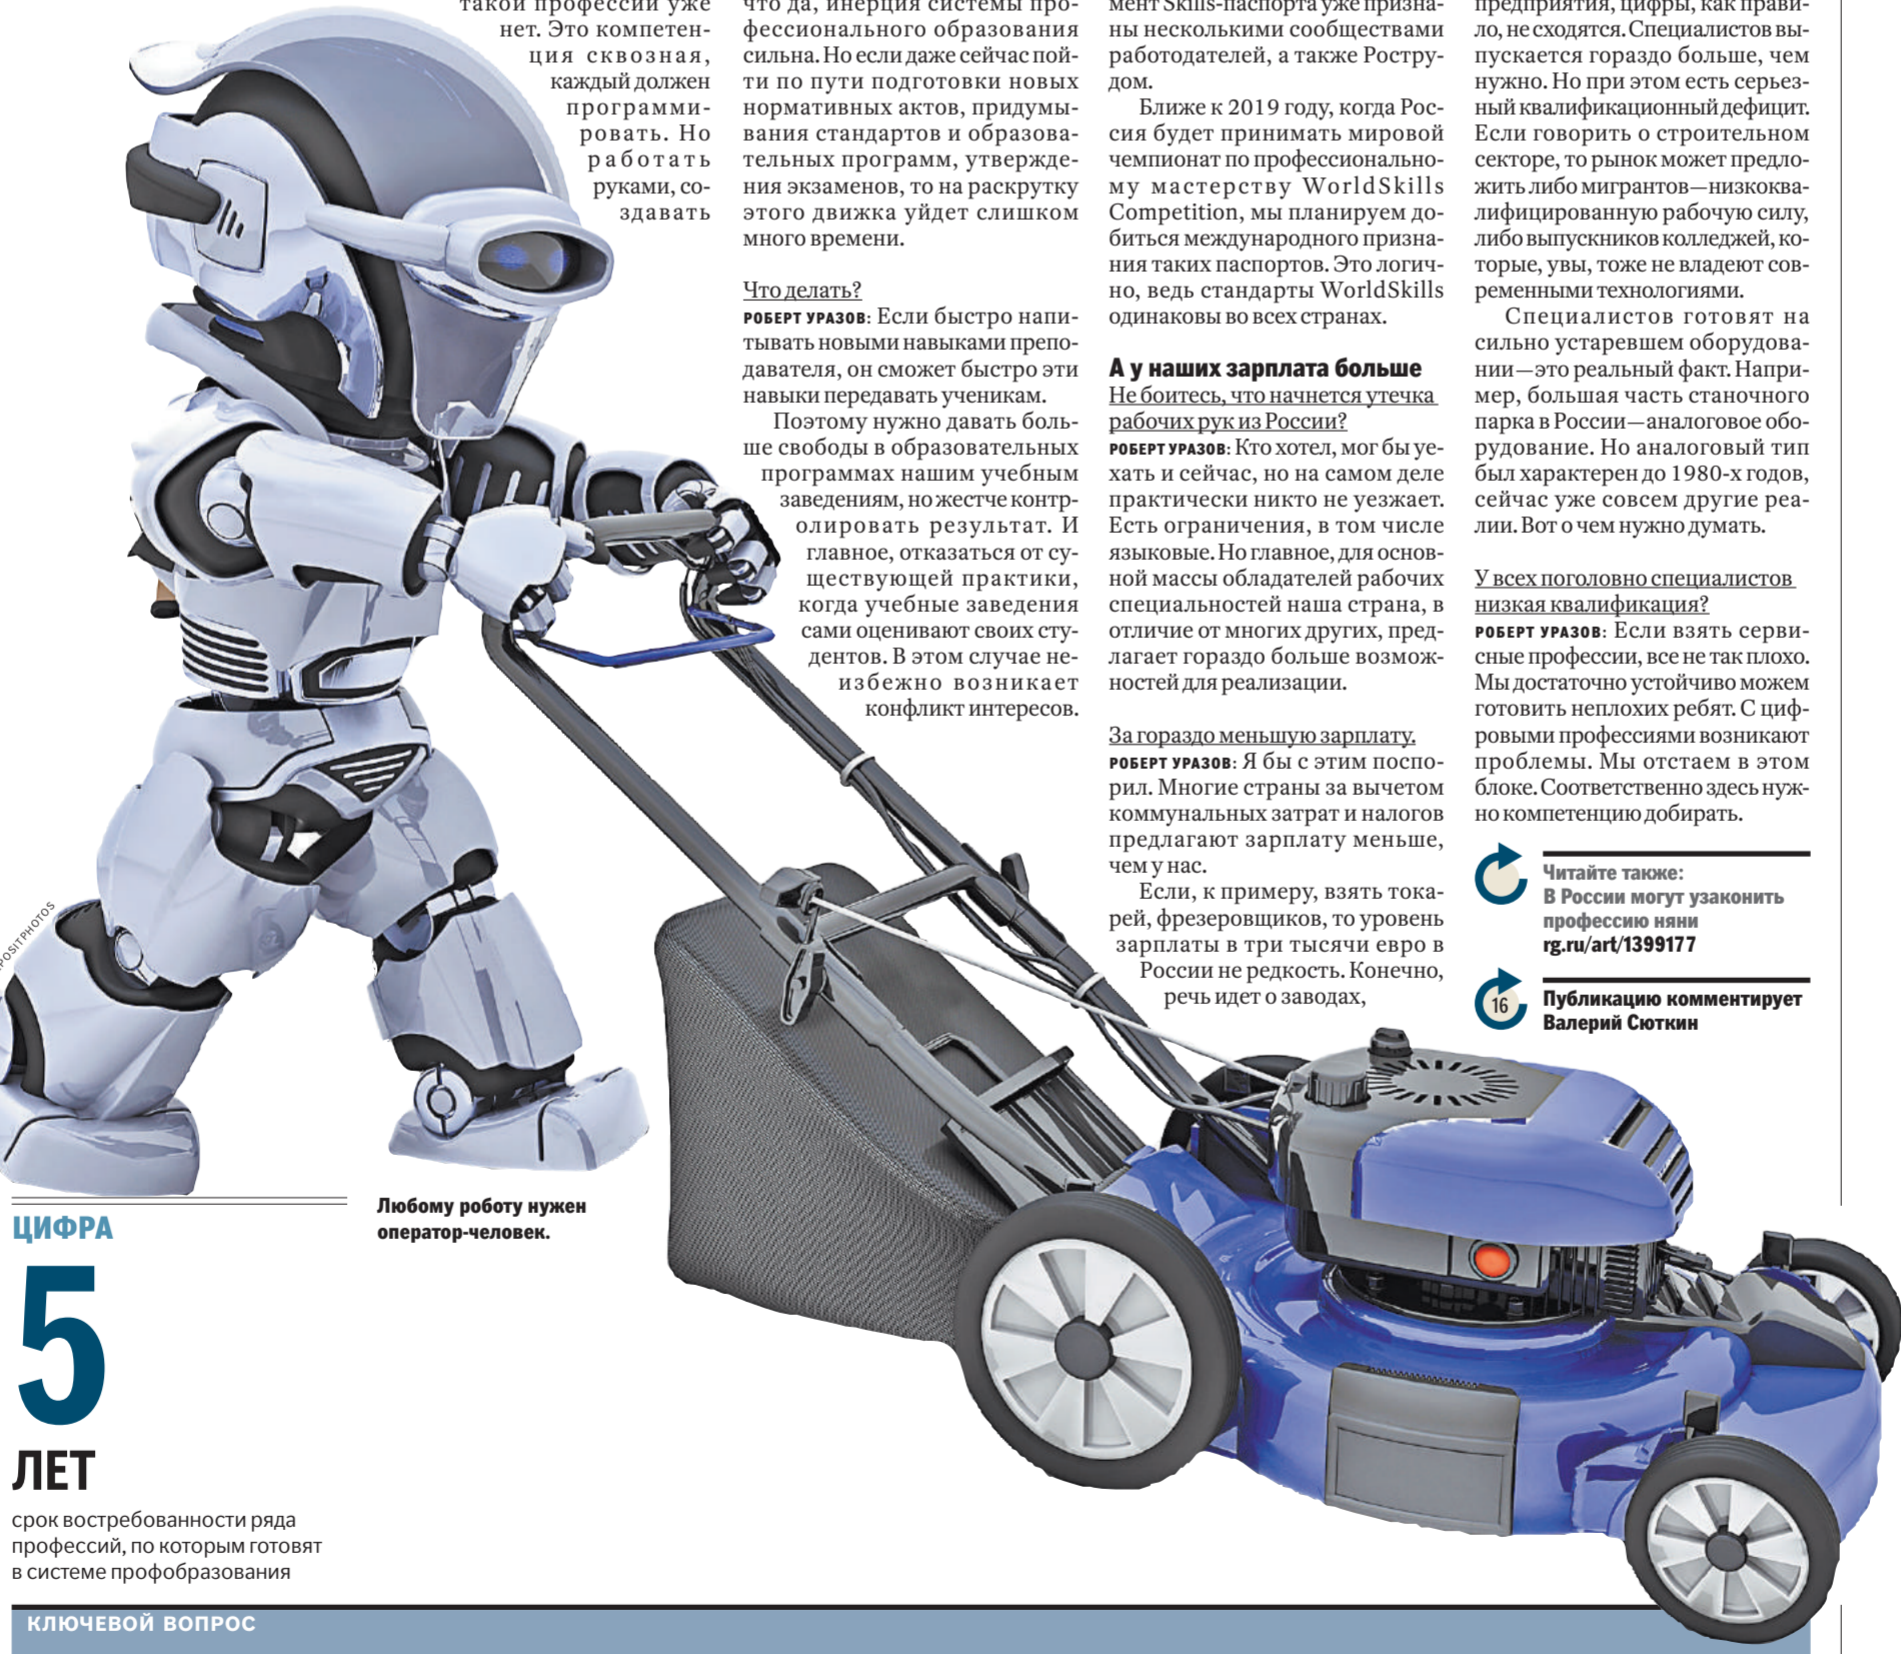 такой профессии уже
нет. Это компетен-
ция сквозная,
каждый должен
программи-
ровать. Но
работать
руками, со-
здавать
что да, инерция системы про-
фессионального образования
сильна. Но если даже сейчас пой-
ти по пути подготовки новых
нормативных актов, придумы-
вания стандартов и образова-
тельных программ, утвержде-
ния экзаменов, то на раскрутку
этого движка уйдет слишком
много времени.
Что делать?
РОБЕРТ УРАЗОВ: Если быстро напи-
тывать новыми навыками препо-
давателя, он сможет быстро эти
навыки передавать ученикам.
Поэтому нужно давать боль-
ше свободы в образовательных
программах нашим учебным
заведениям, но жестче контр-
олировать результат. И
главное, отказаться от су-
ществующей практики,
когда учебные заведения
сами оценивают своих сту-
дентов. В этом случае не-
избежно возникает
конфликт интересов.
мент Skills-паспорта уже призна-
ны несколькими сообществами
работодателей, а также Ростру-
дом.
Ближе к 2019 году, когда Рос-
сия будет принимать мировой
чемпионат по профессионально-
му мастерству WorldSkills
Competition, мы планируем до-
биться международного призна-
ния таких паспортов. Это логич-
но, ведь стандарты WorldSkills
одинаковы во всех странах.
А у наших зарплата больше
Не боитесь, что начнется утечка
рабочих рук из России?
РОБЕРТ УРАЗОВ: Кто хотел, мог бы уе-
хать и сейчас, но на самом деле
практически никто не уезжает.
Есть ограничения, в том числе
языковые. Но главное, для основ-
ной массы обладателей рабочих
специальностей наша страна, в
отличие от многих других, пред-
лагает гораздо больше возмож-
ностей для реализации.
За гораздо меньшую зарплату.
РОБЕРТ УРАЗОВ: Я бы с этим поспо-
рил. Многие страны за вычетом
коммунальных затрат и налогов
предлагают зарплату меньше,
чем у нас.
Если, к примеру, взять тока-
рей, фрезеровщиков, то уровень
зарплаты в три тысячи евро в
России не редкость. Конечно,
речь идет о заводах,
предприятия, цифры, как прави-
ло, не сходятся. Специалистов вы-
пускается гораздо больше, чем
нужно. Но при этом есть серьез-
ный квалификационный дефицит.
Если говорить о строительном
секторе, то рынок может предло-
жить либо мигрантов—низкоква-
лифицированную рабочую силу,
либо выпускников колледжей, ко-
торые, увы, тоже не владеют сов-
ременными технологиями.
Специалистов готовят на
сильно устаревшем оборудова-
нии—это реальный факт. Напри-
мер, большая часть станочного
парка в России—аналоговое обо-
рудование. Но аналоговый тип
был характерен до 1980-х годов,
сейчас уже совсем другие реа-
лии. Вот о чем нужно думать.
У всех поголовно специалистов
низкая квалификация?
РОБЕРТ УРАЗОВ: Если взять серви-
сные профессии, все не так плохо.
Мы достаточно устойчиво можем
готовить неплохих ребят. С циф-
ровыми профессиями возникают
проблемы. Мы отстаем в этом
блоке. Соответственно здесь нуж-
но компетенцию добирать.
Читайте также:
В России могут узаконить
профессию няни
rg.ru/art/1399177
16
Публикацию комментирует
Валерий Сюткин
Любому роботу нужен
оператор-человек.
ЦИФРА
5
ЛЕТ
срок востребованности ряда
профессий, по которым готовят
в системе профобразования
КЛЮЧЕВОЙ ВОПРОС